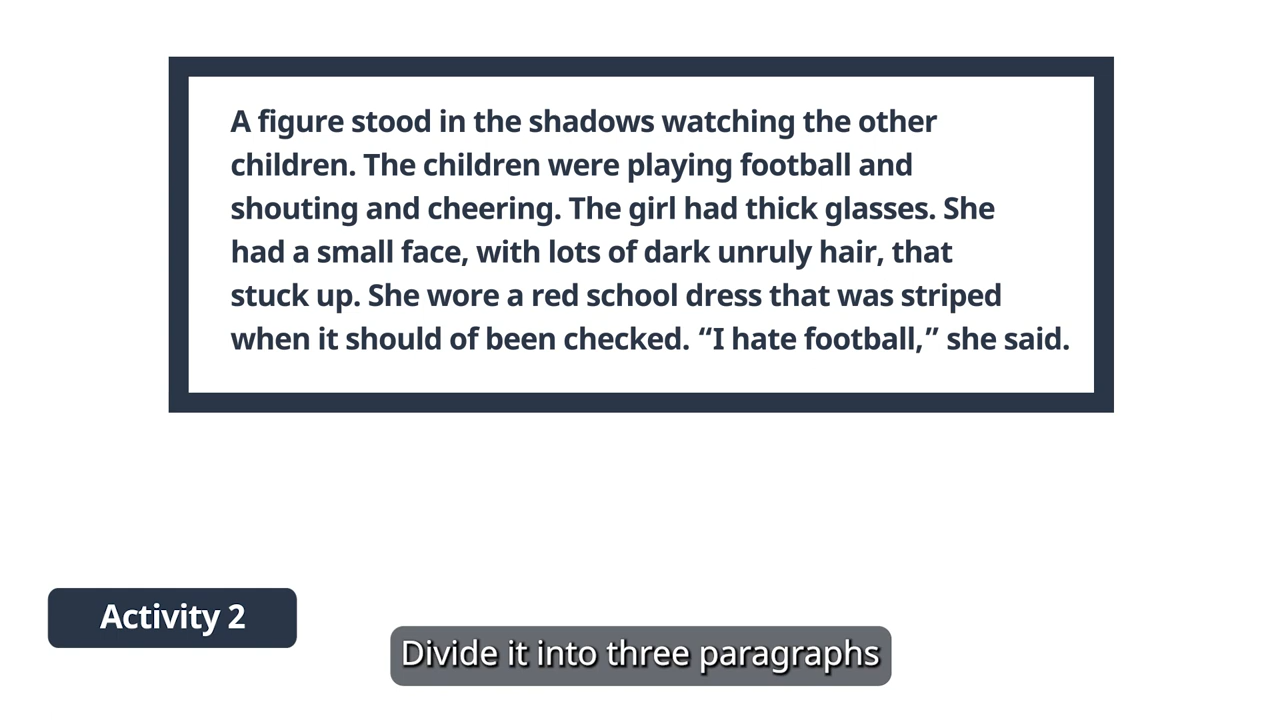 A figure stood in the shadows watching the other
children. The children were playing football and
shouting and cheering. The girl had thick glasses. She
had a small face, with lots of dark unruly hair, that
stuck up. She wore a red school dress that was striped
when it should of been checked. “I hate football,” she said.
Activity 2
Divide it into three paragraphs